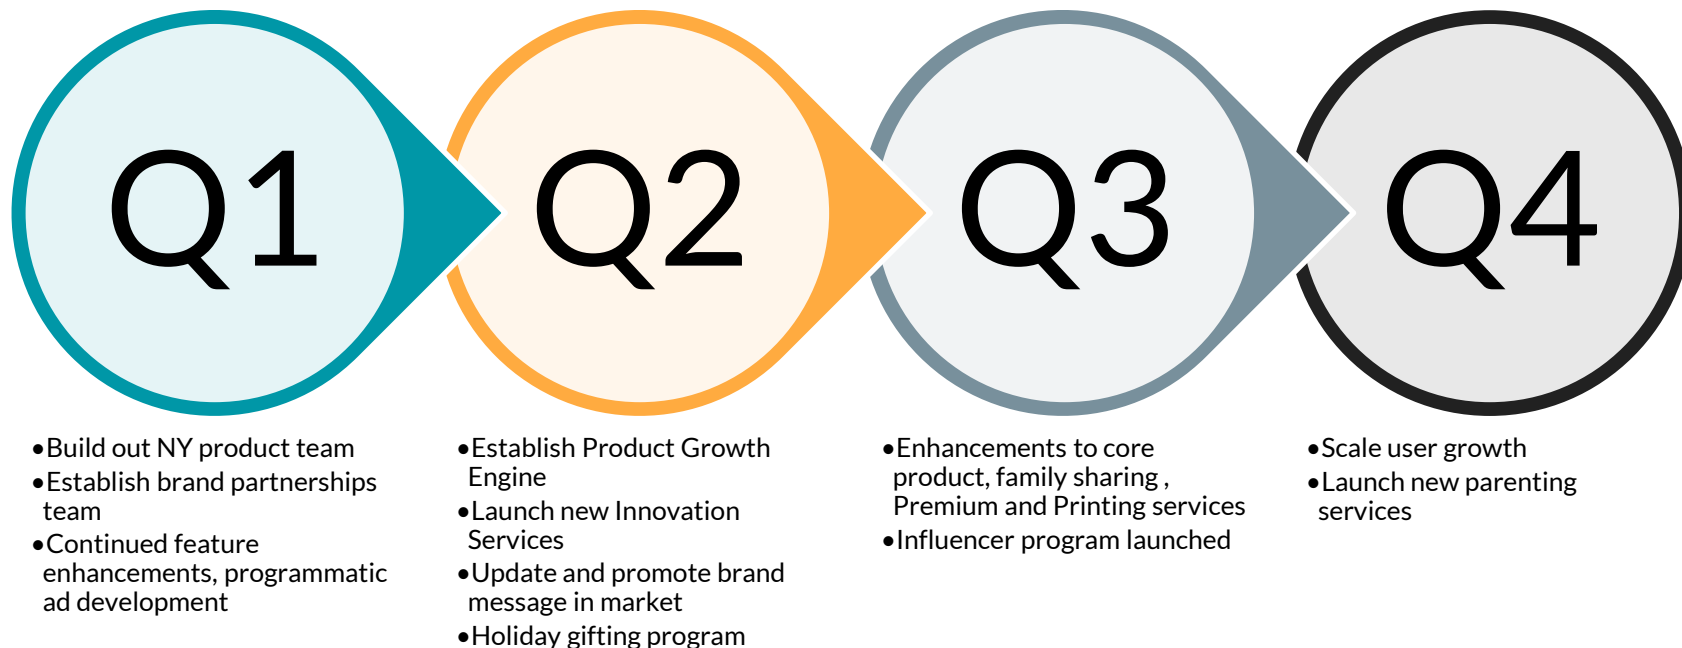 Q1
•Build out NY product team
•Establish brand partnerships
team
•Continued feature
enhancements, programmatic
ad development
Q2
•Establish Product Growth
Engine
•Launch new Innovation
Services
•Update and promote brand
message in market
•Holiday gifting program
Q3
•Enhancements to core
product, family sharing ,
Premium and Printing services
•Influencer program launched
Q4
•Scale user growth
•Launch new parenting
services